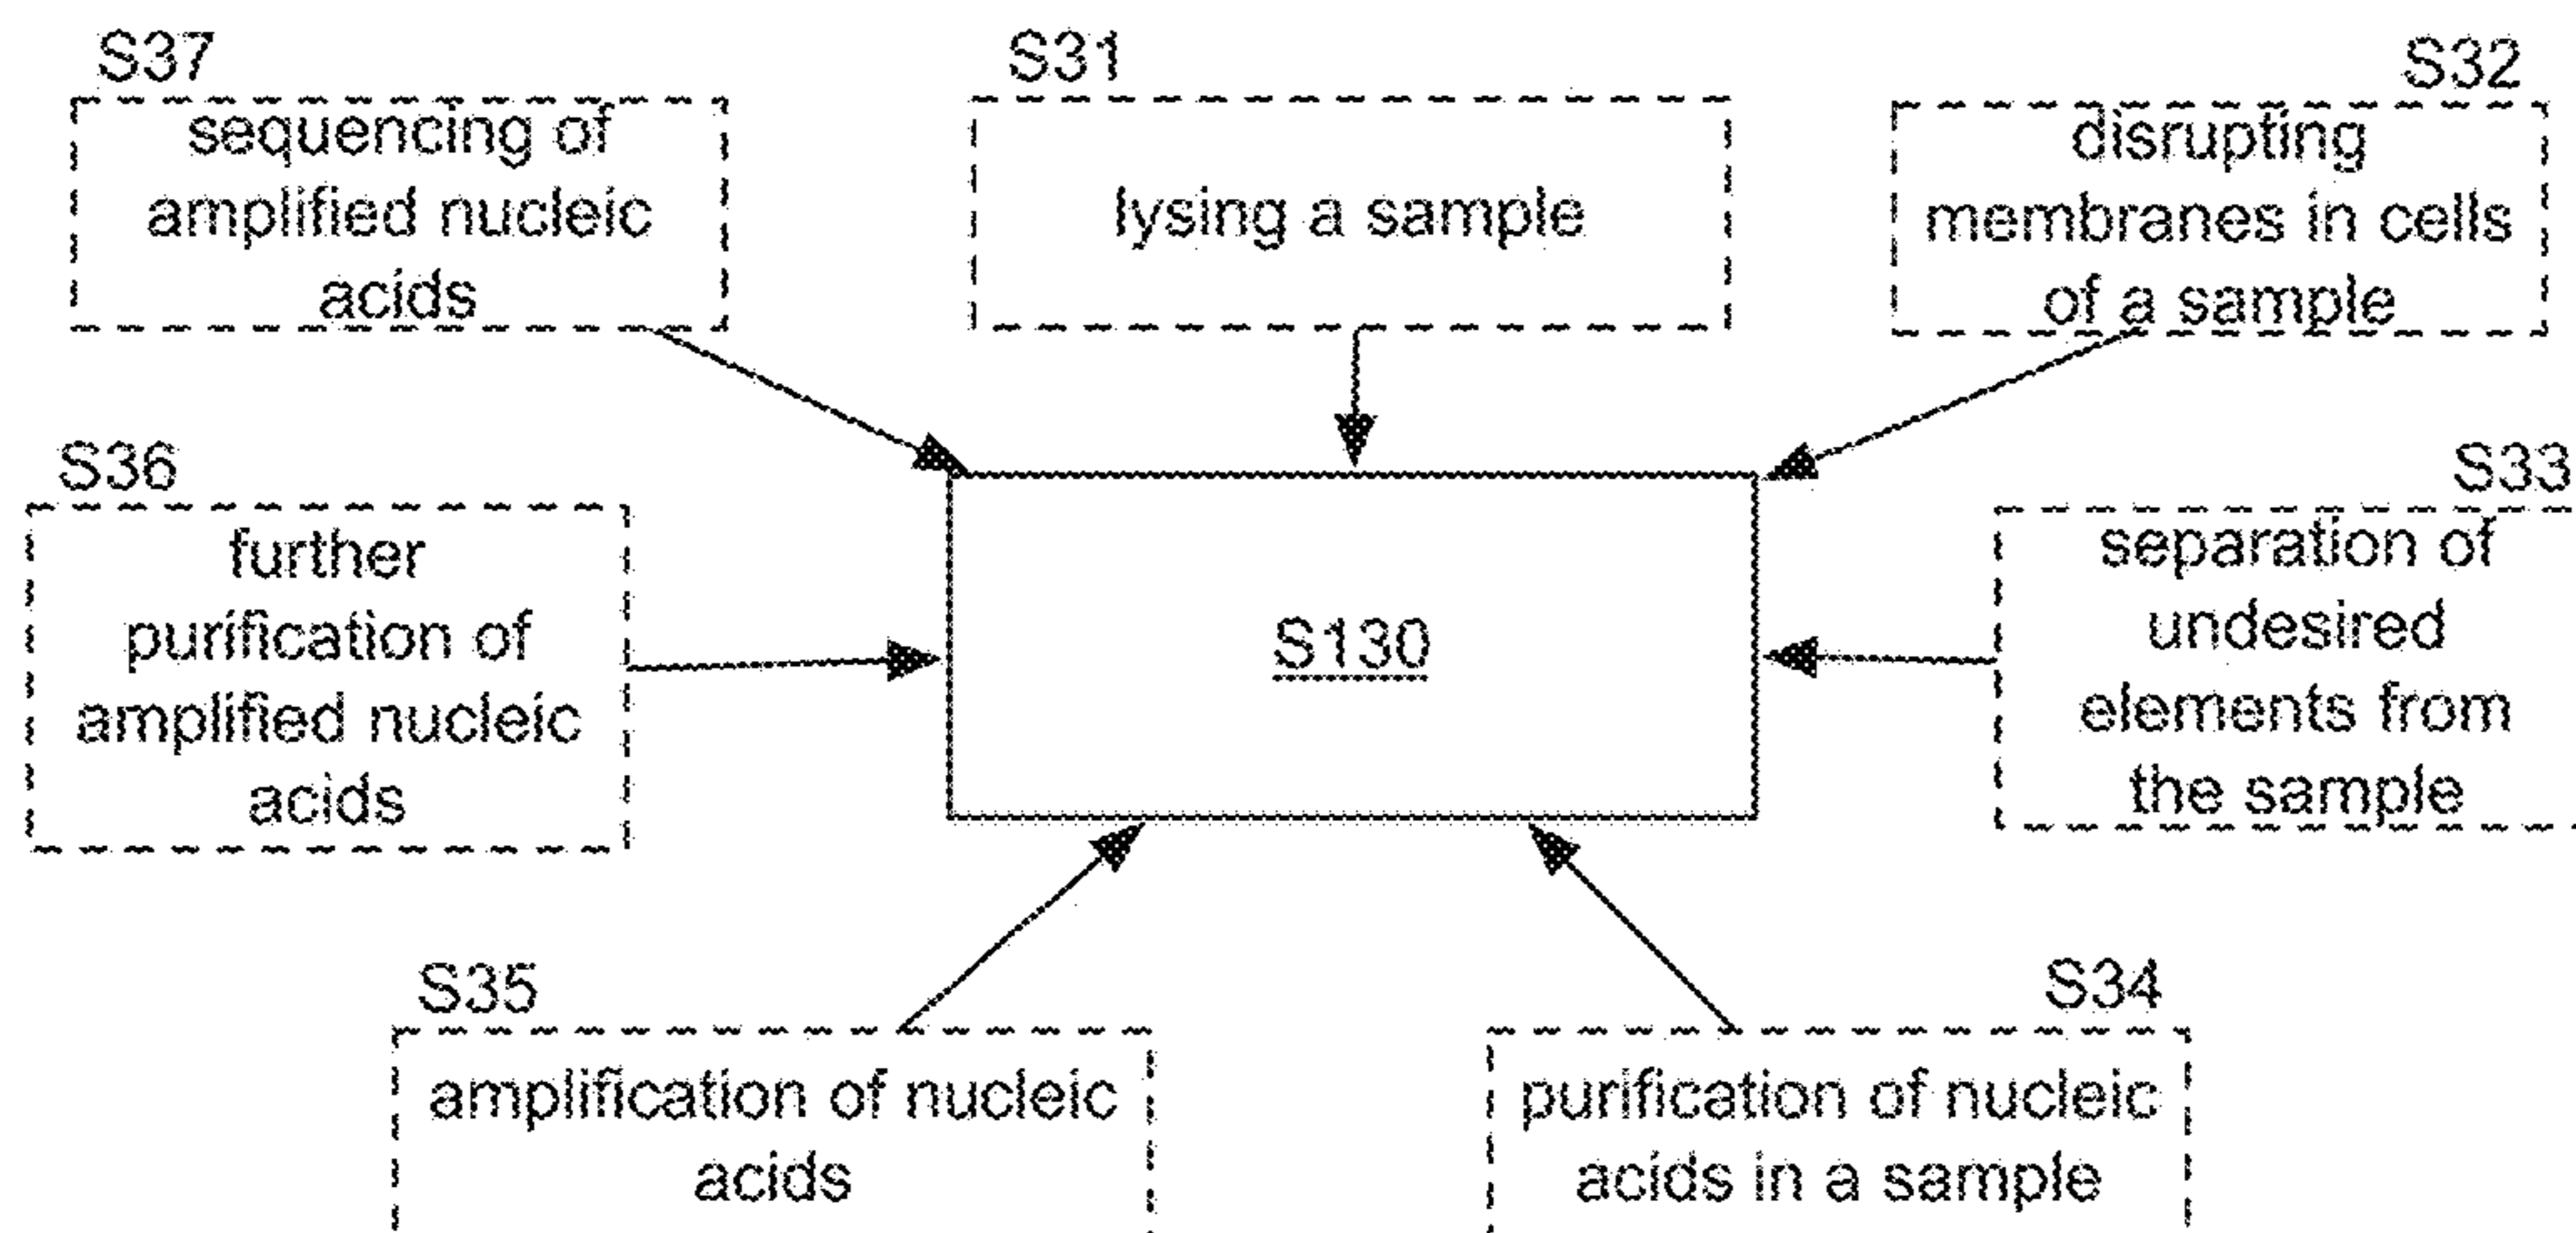 S37
sequencing of
amplified nucleic
acids
S31
lysing a sample
S32
disrupting
membranes in cells
of a sample
S36
further
purification of
amplified nucleic
acids
S130
S33
separation of
undesired
elements from
the sample
S35
amplification of nucleic
acids
S34
purification of nucleic
acids in a sample